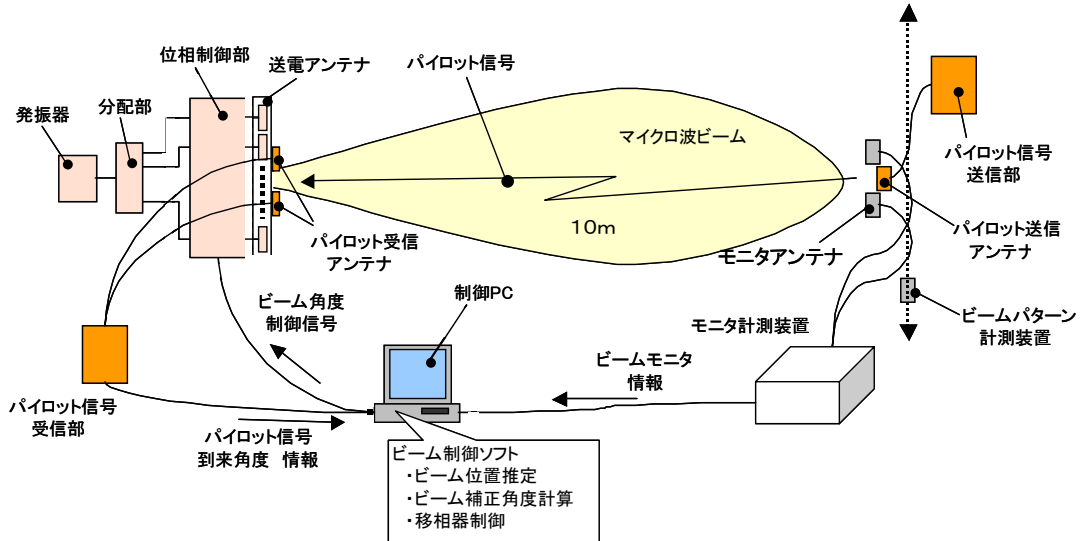 位相制御部
送電アンテナ
パイロット信号
分配部
発振器
マイクロ波ビーム
パイロット信号
送信部
10m
パイロット受信
アンテナ
モニタアンテナ
パイロット送信
アンテナ
ビーム角度
制御信号
制御PC
モニタ計測装置
ビームパターン
計測装置
ビームモニタ
情報
パイロット信号
受信部
パイロット信号
到来角度 情報
ビーム制御ソフト
・ビーム位置推定
・ビーム補正角度計算
・移相器制御